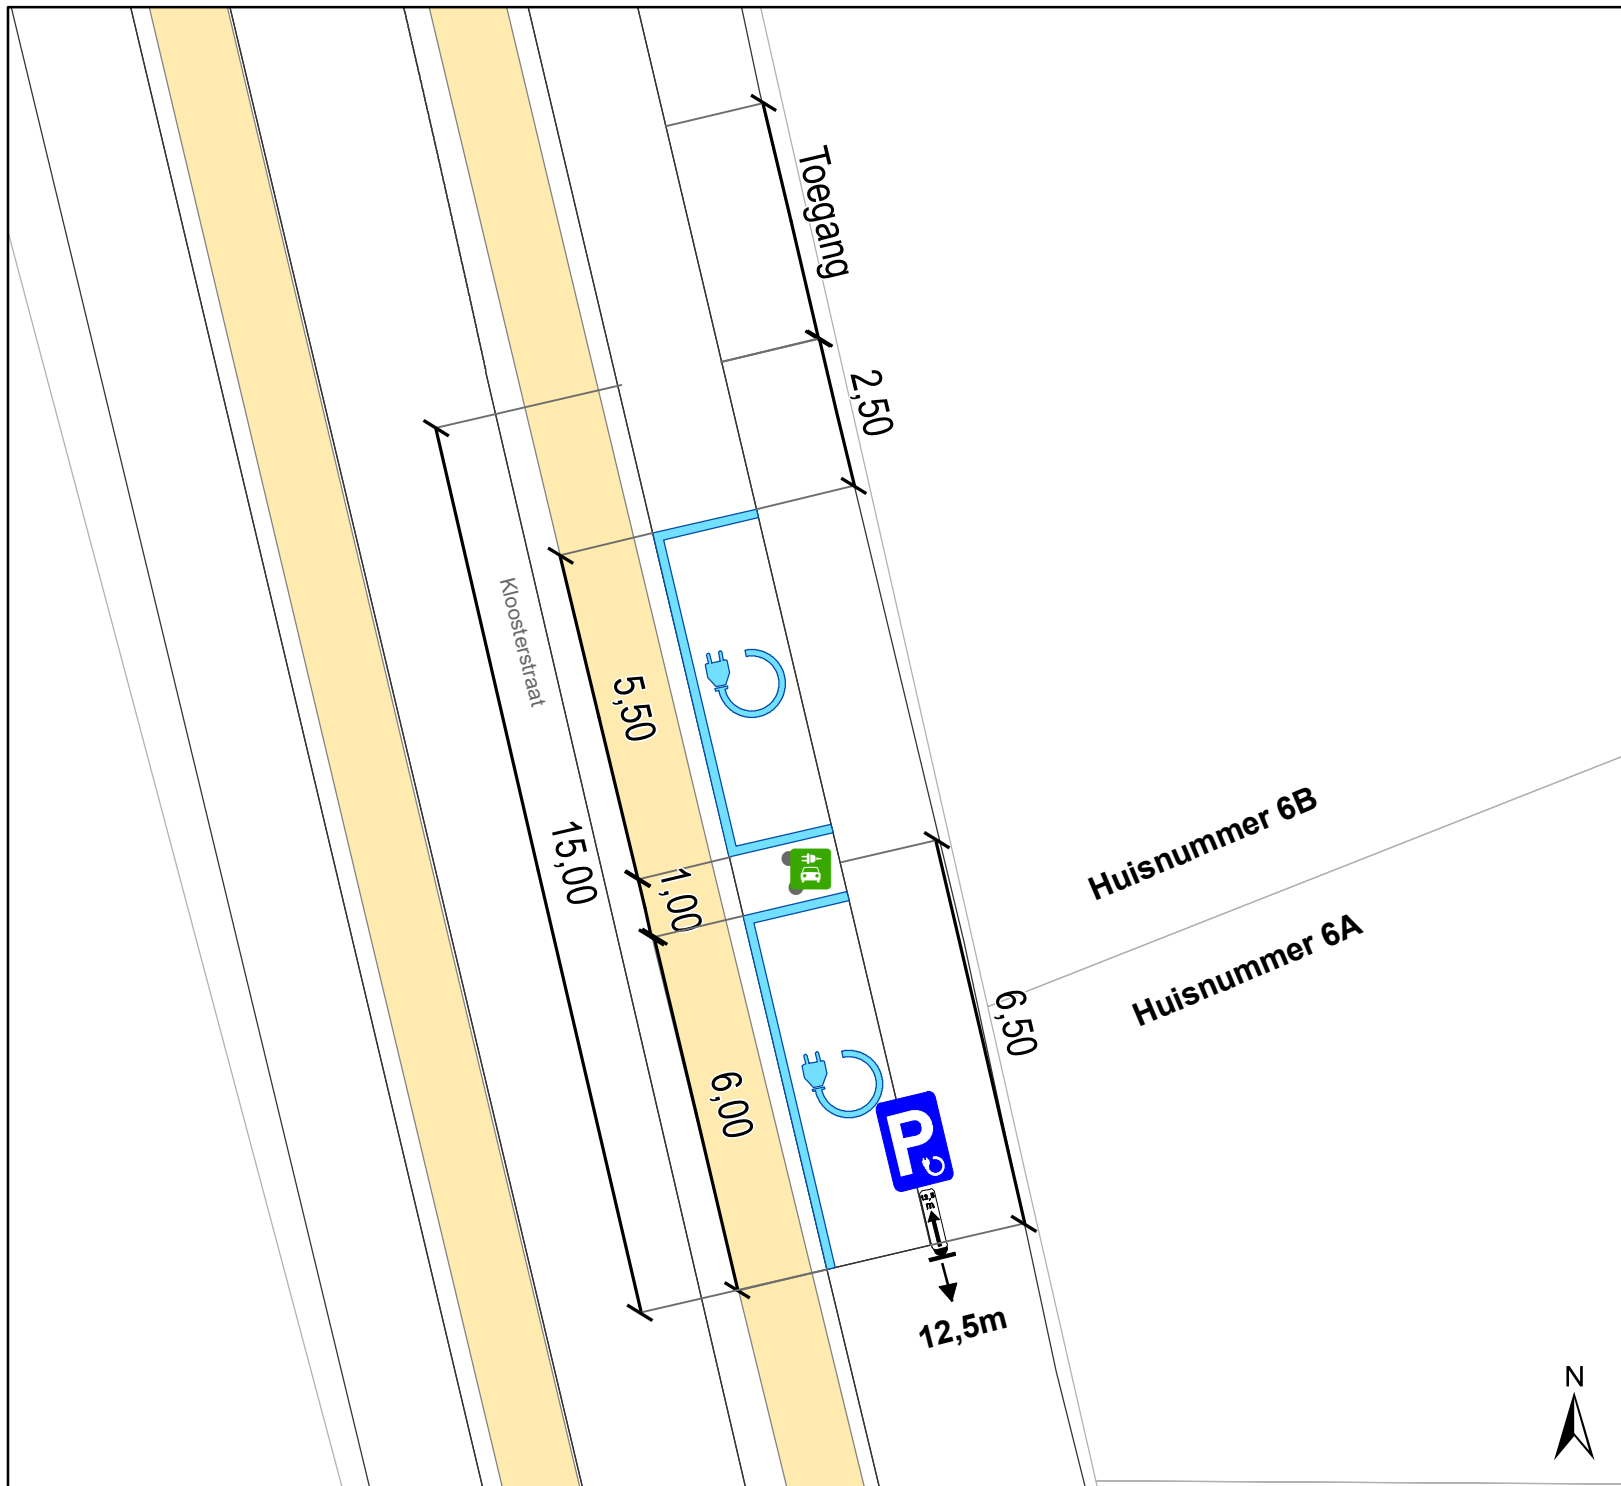 Toegang
2,50
Kloosterstraat
5,50
15,00
1,00
Huisnummer 6B
Huisnummer 6A
6,50
6,00
P
12,5m
N